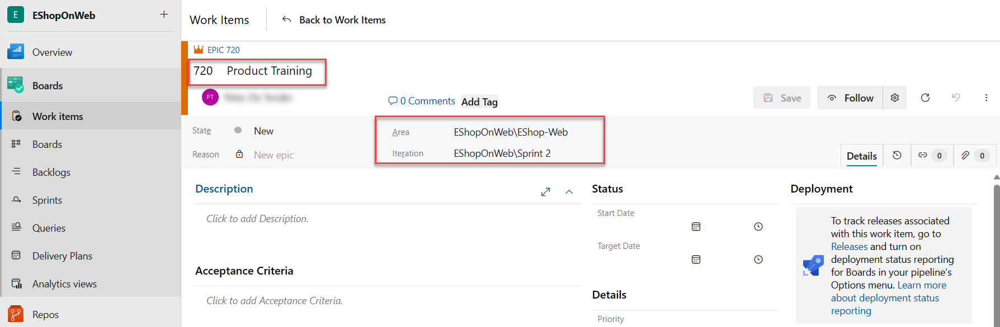 E EShopOnWeb +
Overview
Boards
Work items
Boards
Backlogs
Sprints
Queries
Delivery Plans
Analytics views
Repos
Work Items Back to Work Items
EPIC 720
720 Product Training
PT
0 Comments Add Tag
Save Follow
State New
Reason New epic
Area EShopOnWeb\EShop-Web
Iteration EShopOnWeb\Sprint 2
Details 0 0
Description
Click to add Description.
Acceptance Criteria
Click to add Acceptance Criteria.
Status
Start Date
Target Date
Details
Priority
Deployment
To track releases associated
with this work item, go to
Releases and turn on
deployment status reporting
for Boards in your pipeline's
Options menu. Learn more
about deployment status
reporting